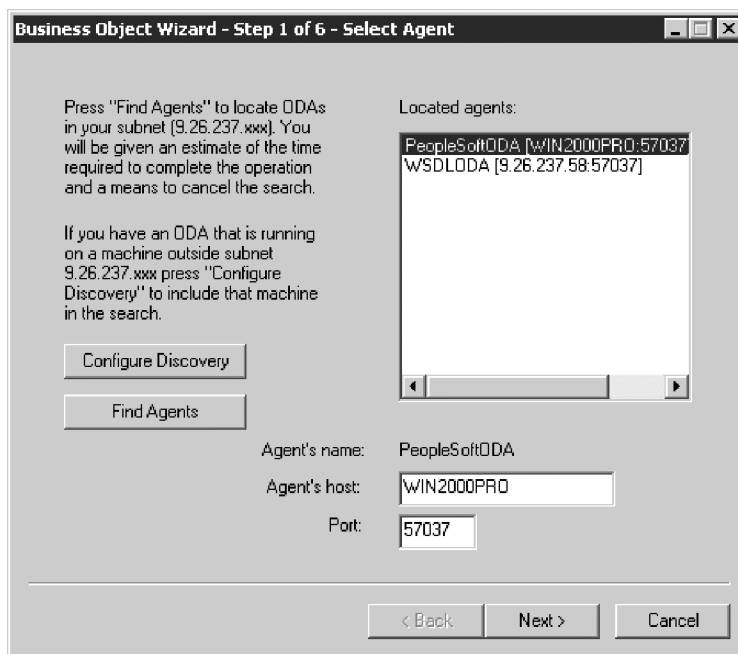 Business Object Wizard - Step 1 of 6 - Select Agent
Press "Find Agents" to locate ODAs
in your subnet (9.26.237.xxx). You
will be given an estimate of the time
required to complete the operation
and a means to cancel the search.
If you have an ODA that is running
on a machine outside subnet
9.26.237.xxx press "Configure
Discovery" to include that machine
in the search.
Configure Discovery
Find Agents
Located agents:
PeopleSoftODA [WIN2000PRO:57037
WSDLODA [9.26.237.58:57037]
Agent's name: PeopleSoftODA
Agent's host: WIN2000PRO
Port: 57037
< Back
Next >
Cancel